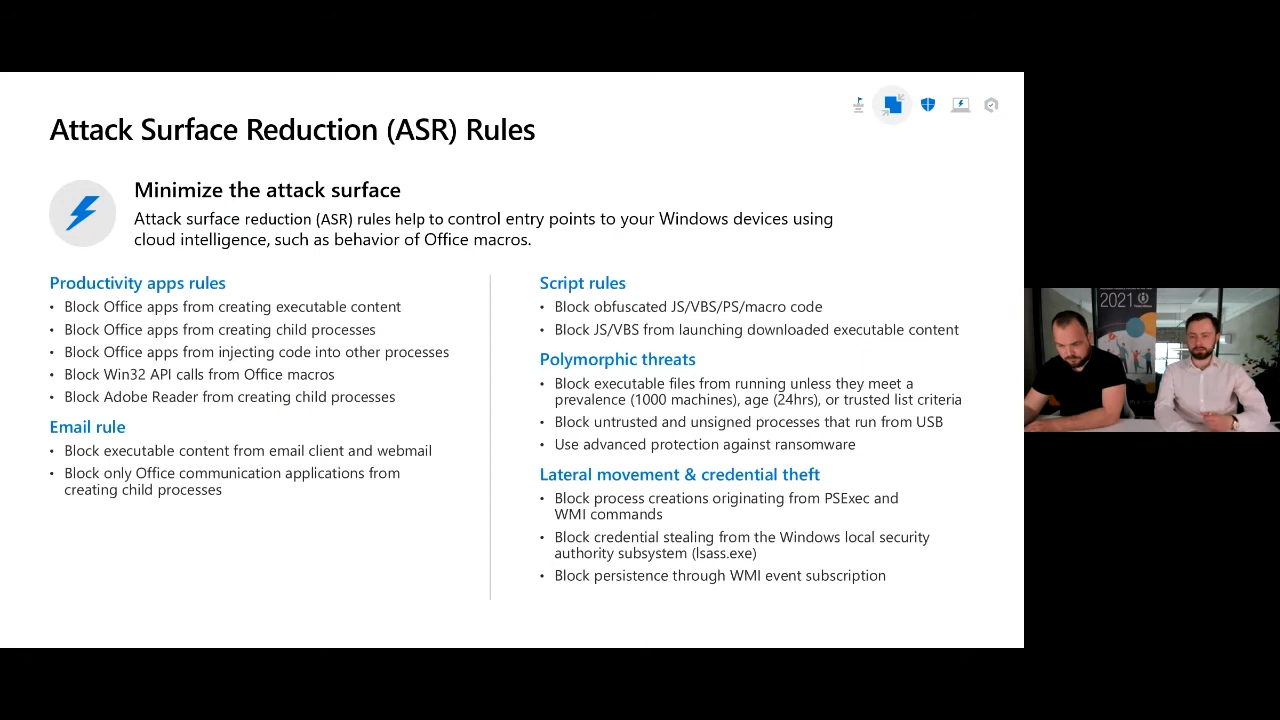 Attack Surface Reduction (ASR) Rules
Minimize the attack surface
Attack surface reduction (ASR) rules help to control entry points to your Windows devices using
cloud intelligence, such as behavior of Office macros.
Productivity apps rules
• Block Office apps from creating executable content
• Block Office apps from creating child processes
• Block Office apps from injecting code into other processes
• Block Win32 API calls from Office macros
• Block Adobe Reader from creating child processes
Email rule
• Block executable content from email client and webmail
• Block only Office communication applications from
creating child processes
Script rules
• Block obfuscated JS/VBS/PS/macro code
• Block JS/VBS from launching downloaded executable content
Polymorphic threats
• Block executable files from running unless they meet a
prevalence (1000 machines), age (24hrs), or trusted list criteria
• Block untrusted and unsigned processes that run from USB
• Use advanced protection against ransomware
Lateral movement & credential theft
• Block process creations originating from PSExec and
WMI commands
• Block credential stealing from the Windows local security
authority subsystem (lsass.exe)
• Block persistence through WMI event subscription
2021